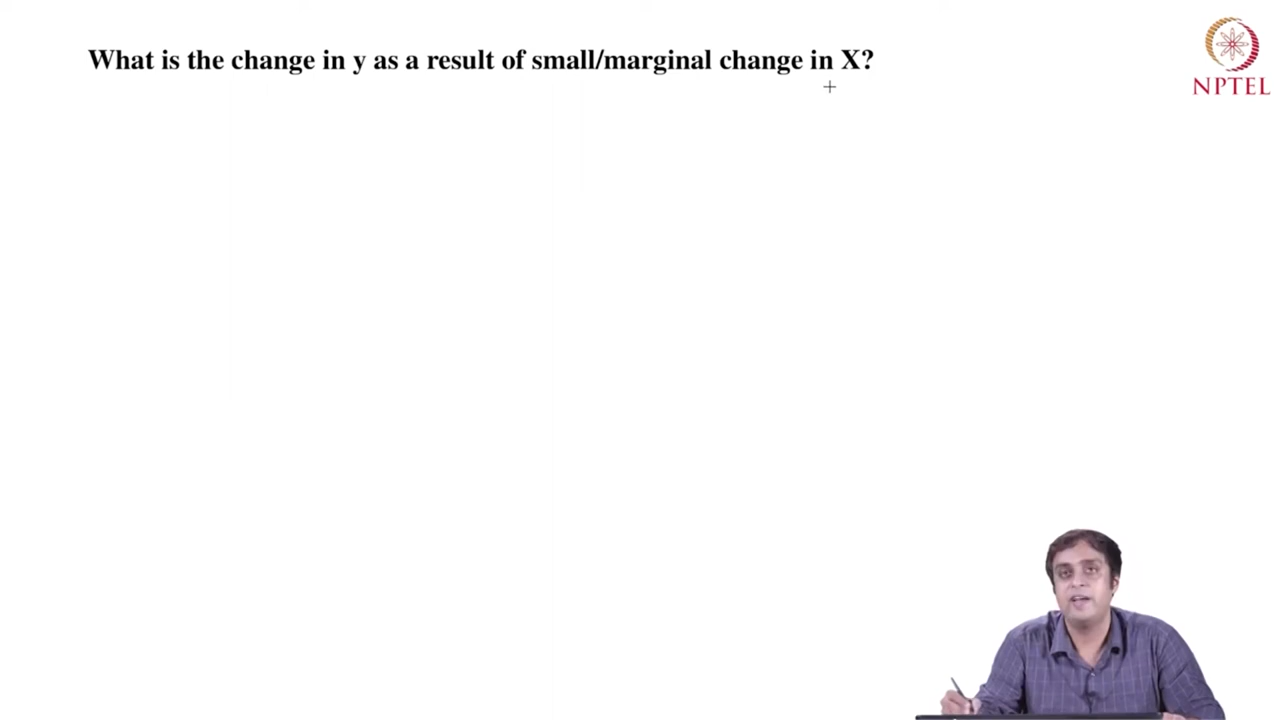 What is the change in y as a result of small/marginal change in X?
NPTEL